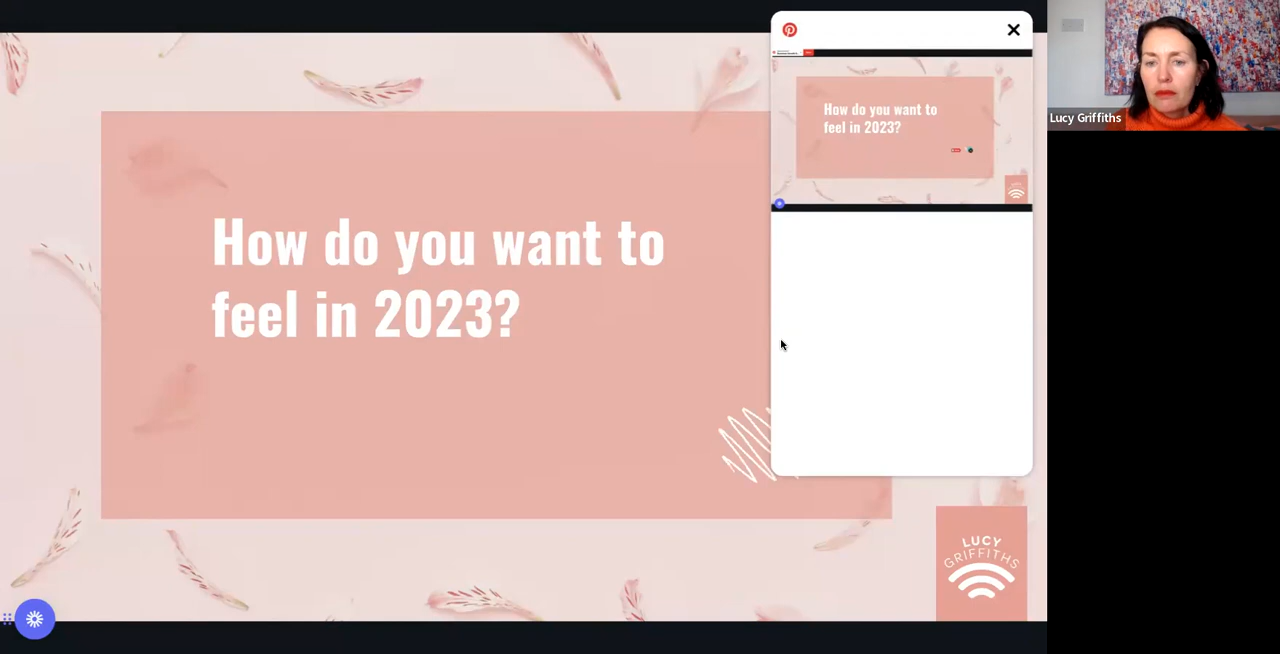 How do you want to
feel in 2023?
How do you want to
feel in 2023?
Lucy Griffiths
LUCY
GRIFFITHS